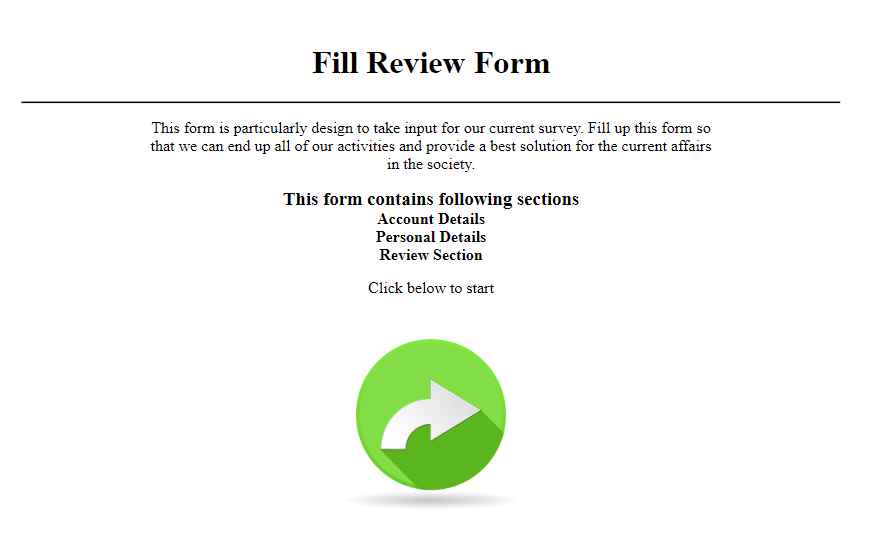 Fill Review Form
This form is particularly design to take input for our current survey. Fill up this form so
that we can end up all of our activities and provide a best solution for the current affairs
in the society.
This form contains following sections
Account Details
Personal Details
Review Section
Click below to start